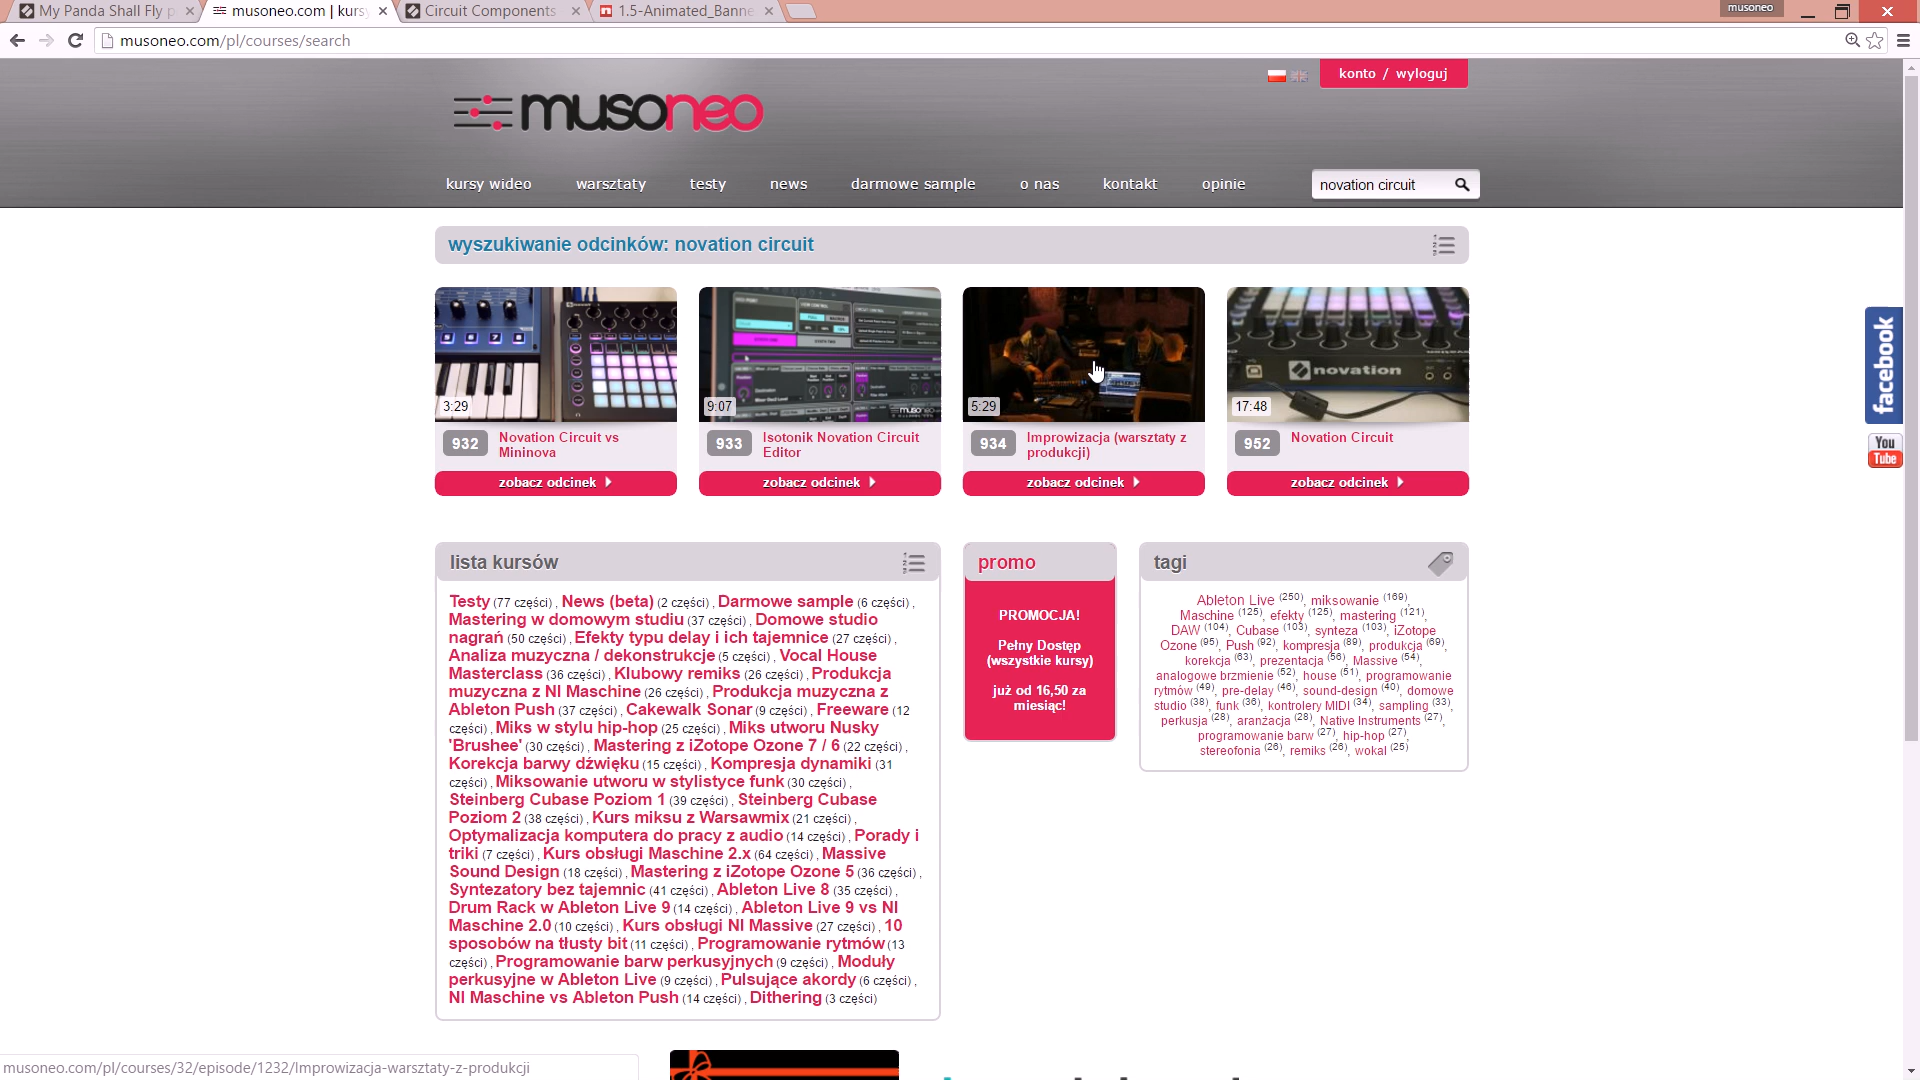 My Panda Shall Fly p
musoneo.com | kursy
Circuit Components
1.5-Animated_Banne
musoneo
musoneo.com/pl/courses/search
konto / wyloguj
musoneo
kursy wideo
warsztaty
testy
news
darmowe sample
o nas
kontakt
opinie
novation circuit
wyszukiwanie odcinków: novation circuit
3:29
9:07
musoneo
5:29
novation
17:48
932
Novation Circuit vs
Mininova
933
Isotonik Novation Circuit
Editor
934
Improwizacja (warsztaty z
produkcji)
952
Novation Circuit
zobacz odcinek
zobacz odcinek
zobacz odcinek
zobacz odcinek
facebook
You
Tube
lista kursów
Testy (77 części) , News (beta) (2 części) , Darmowe sample (6 części) ,
Mastering w domowym studiu (37 części) , Domowe studio
nagrań (50 części) , Efekty typu delay i ich tajemnice (27 części) ,
Analiza muzyczna / dekonstrukcje (5 części) , Vocal House
Masterclass (36 części) , Klubowy remiks (26 części) , Produkcja
muzyczna z NI Maschine (26 części) , Produkcja muzyczna z
Ableton Push (37 części) , Cakewalk Sonar (9 części) , Freeware (12
części) , Miks w stylu hip-hop (25 części) , Miks utworu Nusky
'Brushee' (30 części) , Mastering z iZotope Ozone 7 / 6 (22 części) ,
Korekcja barwy dźwięku (15 części) , Kompresja dynamiki (31
części) , Miksowanie utworu w stylistyce funk (30 części) ,
Steinberg Cubase Poziom 1 (39 części) , Steinberg Cubase
Poziom 2 (38 części) , Kurs miksu z Warsawmix (21 części) ,
Optymalizacja komputera do pracy z audio (14 części) , Porady i
triki (7 części) , Kurs obsługi Maschine 2.x (64 części) , Massive
Sound Design (18 części) , Mastering z iZotope Ozone 5 (36 części) ,
Syntezatory bez tajemnic (41 części) , Ableton Live 8 (35 części) ,
Drum Rack w Ableton Live 9 (14 części) , Ableton Live 9 vs NI
Maschine 2.0 (10 części) , Kurs obsługi NI Massive (27 części) , 10
sposobów na tłusty bit (11 części) , Programowanie rytmów (13
części) , Programowanie barw perkusyjnych (9 części) , Moduły
perkusyjne w Ableton Live (9 części) , Pulsujące akordy (6 części) ,
NI Maschine vs Ableton Push (14 części) , Dithering (3 części)
promo
PROMOCJA!
Pełny Dostęp
(wszystkie kursy)
już od 16,50 za
miesiąc!
tagi
Ableton Live (250), miksowanie (169),
Maschine (125), efekty (125), mastering (121),
DAW (104), Cubase (103), synteza (103), iZotope
Ozone (95), Push (92), kompresja (89), produkcja (69),
korekcja (63), prezentacja (56), Massive (54),
analogowe brzmienie (52), house (51), programowanie
rytmów (49), pre-delay (46), sound-design (40), domowe
studio (38), funk (36), kontrolery MIDI (34), sampling (33),
perkusja (28), aranżacja (28), Native Instruments (27),
programowanie barw (27), hip-hop (27),
stereofonia (26), remiks (26), wokal (25)
musoneo.com/pl/courses/32/episode/1232/Improwizacja-warsztaty-z-produkcji